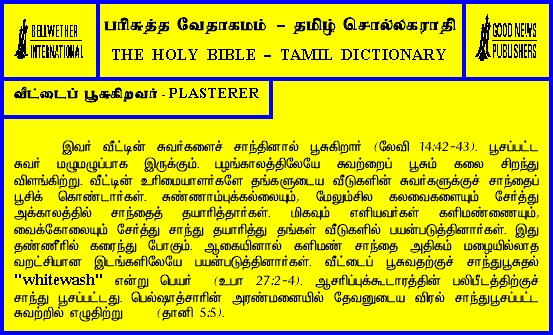 BELLWETHER
INTERNATIONAL
பரிசுத்த வேதாகமம் - தமிழ் சொல்லகராதி
THE HOLY BIBLE - TAMIL DICTIONARY
GOOD NEWS
PUBLISHERS
வீட்டைப் பூசுகிறவர் - PLASTERER
இவர் வீட்டின் சுவர்களைச் சாந்தினால் பூசுகிறார் (லேவி 14:42-43). பூசப்பட்ட
சுவர் மழுமழுப்பாக இருக்கும். பழங்காலத்திலேயே சுவற்றைப் பூசும் கலை சிறந்து
விளங்கிற்று. வீட்டின் உரிமையாளர்களே தங்களுடைய வீடுகளின் சுவர்களுக்குச் சாந்தைப்
பூசிக் கொண்டார்கள். சுண்ணாம்புக்கல்லையும், மேலும்சில கலவைகளையும் சேர்த்து
அக்காலத்தில் சாந்தைத் தயாரித்தார்கள். மிகவும் எளியவர்கள் களிமண்ணையும்,
வைக்கோலையும் சேர்த்து சாந்து தயாரித்து தங்கள் வீடுகளில் பயன்படுத்தினார்கள். இது
தண்ணீரில் கரைந்து போகும். ஆகையினால் களிமண் சாந்தை அதிகம் மழையில்லாத
வறட்சியான இடங்களிலேயே பயன்படுத்தினார்கள். வீட்டைப் பூசுவதற்குச் சாந்துபூசுதல்
"whitewash" என்று பெயர் (உபா 27:2-4). ஆசரிப்புக்கூடாரத்தின் பலிபீடத்திற்குச்
சாந்து பூசப்பட்டது. பெல்ஷாத்சாரின் அரண்மனையில் தேவனுடைய விரல் சாந்துபூசப்பட்ட
சுவற்றில் எழுதிற்று (தானி 5:5).